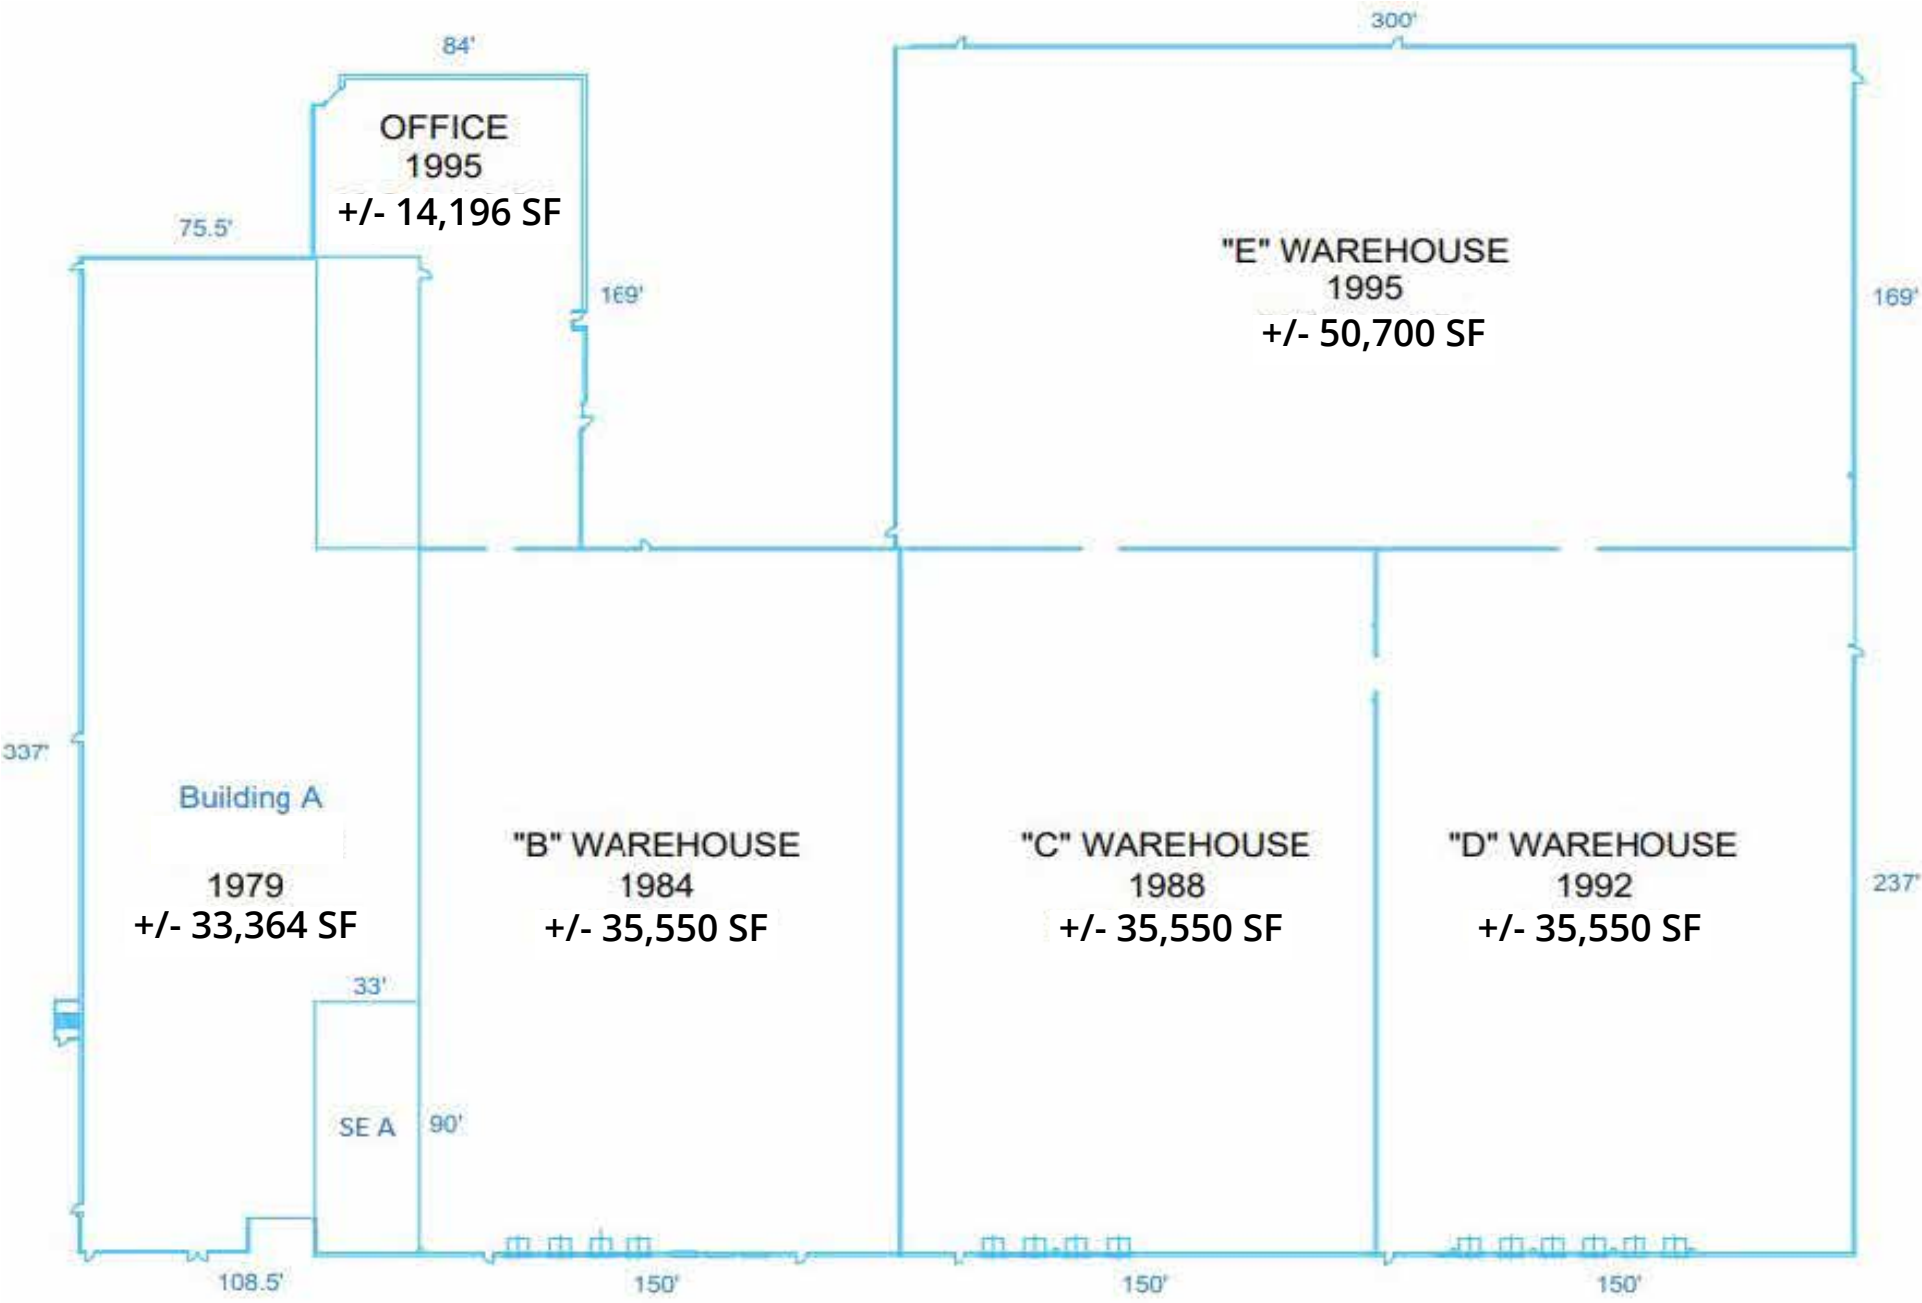 300'
84'
OFFICE
1995
+/- 14,196 SF
75.5'
"E" WAREHOUSE
1995
+/- 50,700 SF
169'
169'
337'
Building A
1979
+/- 33,364 SF
"B" WAREHOUSE
1984
+/- 35,550 SF
"C" WAREHOUSE
1988
+/- 35,550 SF
"D" WAREHOUSE
1992
+/- 35,550 SF
237'
33'
SE A
90'
108.5'
150'
150'
150'